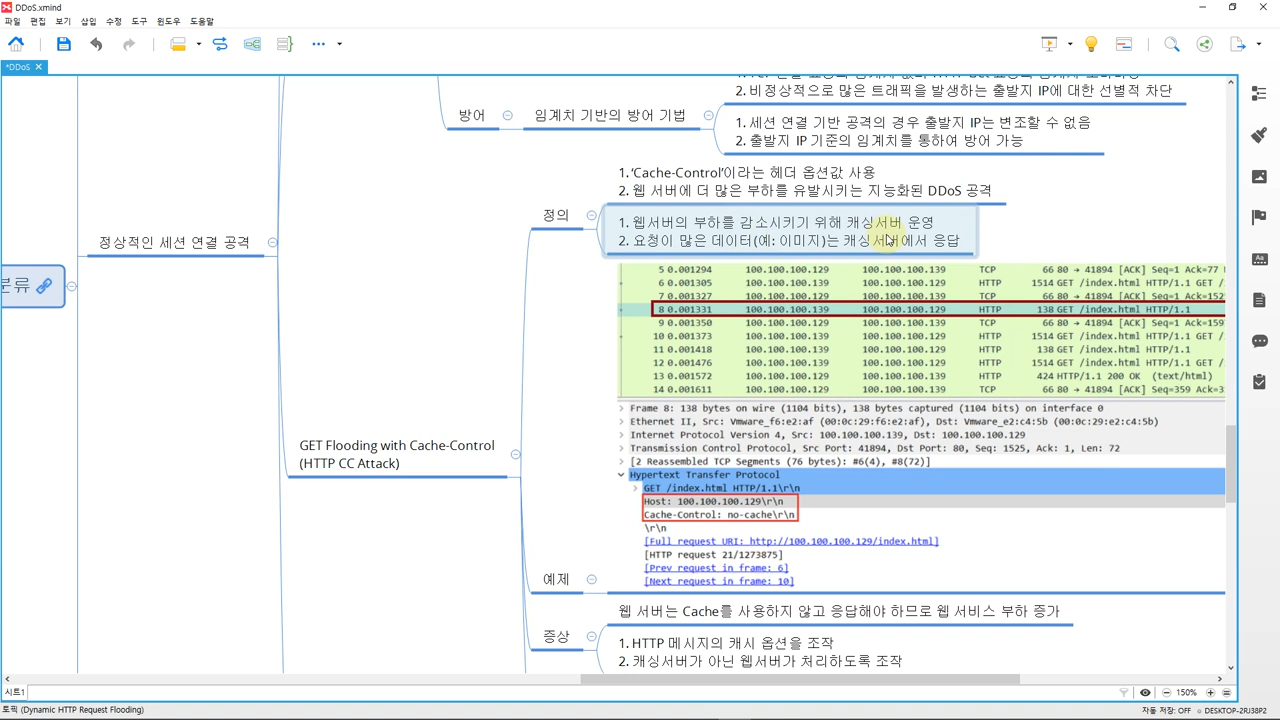 DDoS.xmind
파일 편집 보기 삽입 수정 도구 윈도우 도움말
*DDoS
2. 비정상적으로 많은 트래픽을 발생하는 출발지 IP에 대한 선별적 차단
방어
임계치 기반의 방어 기법
1. 세션 연결 기반 공격의 경우 출발지 IP는 변조할 수 없음
2. 출발지 IP 기준의 임계치를 통하여 방어 가능
정상적인 세션 연결 공격
분류
GET Flooding with Cache-Control
(HTTP CC Attack)
정의
1. 'Cache-Control'이라는 헤더 옵션값 사용
2. 웹 서버에 더 많은 부하를 유발시키는 지능화된 DDoS 공격
1. 웹서버의 부하를 감소시키기 위해 캐싱서버 운영
2. 요청이 많은 데이터(예: 이미지)는 캐싱서버에서 응답
5 0.001294 100.100.100.129 100.100.100.139 TCP 66 80 → 41894 [ACK] Seq=1 Ack=77
6 0.001305 100.100.100.139 100.100.100.129 HTTP 1514 GET /index.html HTTP/1.1 GET /
7 0.001327 100.100.100.129 100.100.100.139 TCP 66 80 → 41894 [ACK] Seq=1 Ack=152
8 0.001331 100.100.100.139 100.100.100.129 HTTP 138 GET /index.html HTTP/1.1
9 0.001350 100.100.100.129 100.100.100.139 TCP 66 80 → 41894 [ACK] Seq=1 Ack=159
10 0.001373 100.100.100.139 100.100.100.129 HTTP 1514 GET /index.html HTTP/1.1 GET /
11 0.001418 100.100.100.139 100.100.100.129 HTTP 138 GET /index.html HTTP/1.1
12 0.001476 100.100.100.139 100.100.100.129 HTTP 1514 GET /index.html HTTP/1.1 GET /
13 0.001572 100.100.100.129 100.100.100.139 HTTP 424 HTTP/1.1 200 OK (text/html)
14 0.001611 100.100.100.139 100.100.100.129 TCP 66 80 → 41894 [ACK] Seq=359 Ack=3
Frame 8: 138 bytes on wire (1104 bits), 138 bytes captured (1104 bits) on interface 0
Ethernet II, Src: Vmware_f6:e2:af (00:0c:29:f6:e2:af), Dst: Vmware_e2:c4:5b (00:0c:29:e2:c4:5b)
Internet Protocol Version 4, Src: 100.100.100.139, Dst: 100.100.100.129
Transmission Control Protocol, Src Port: 41894, Dst Port: 80, Seq: 1525, Ack: 1, Len: 72
[2 Reassembled TCP Segments (76 bytes): #6(4), #8(72)]
Hypertext Transfer Protocol
GET /index.html HTTP/1.1\r\n
Host: 100.100.100.129\r\n
Cache-Control: no-cache\r\n
\r\n
[Full request URI: http://100.100.100.129/index.html]
[HTTP request 21/1273875]
[Prev request in frame: 6]
[Next request in frame: 10]
예제
증상
웹 서버는 Cache를 사용하지 않고 응답해야 하므로 웹 서비스 부하 증가
1. HTTP 메시지의 캐시 옵션을 조작
2. 캐싱서버가 아닌 웹서버가 처리하도록 조작
시트1
150%
토픽 (Dynamic HTTP Request Flooding)
자동 저장: OFF
DESKTOP-2RJ38P2